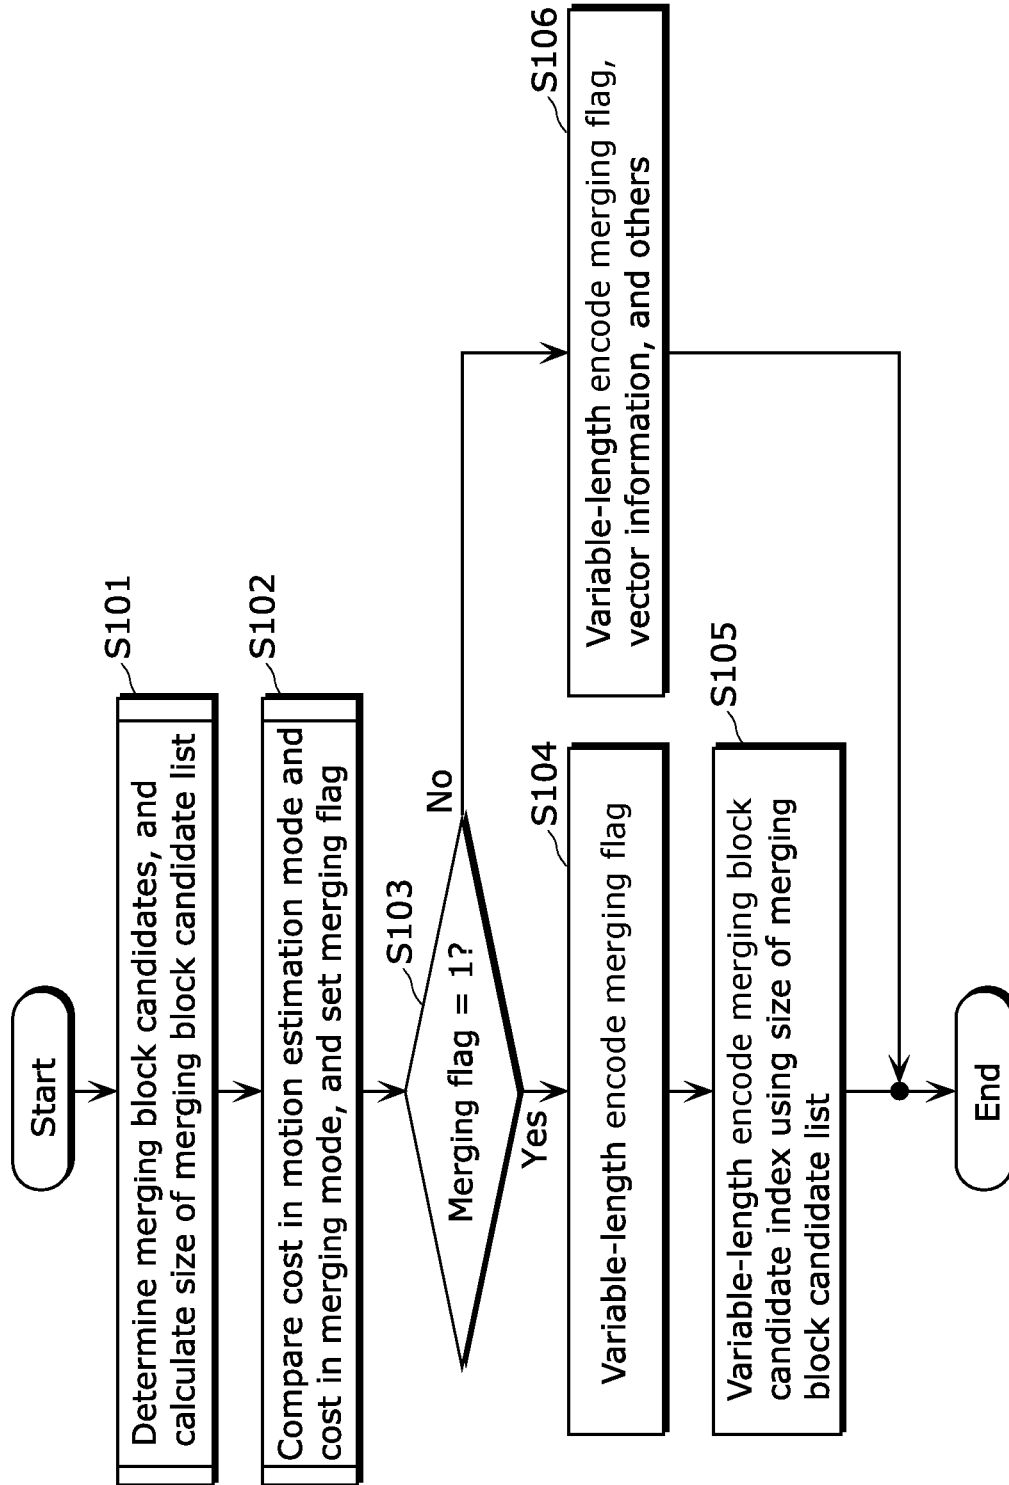 Start
S101
Determine merging block candidates, and
calculate size of merging block candidate list
S102
Compare cost in motion estimation mode and
cost in merging mode, and set merging flag
S103
Merging flag = 1?
No
Yes
S104
Variable-length encode merging flag
S105
Variable-length encode merging block
candidate index using size of merging
block candidate list
S106
Variable-length encode merging flag,
vector information, and others
End